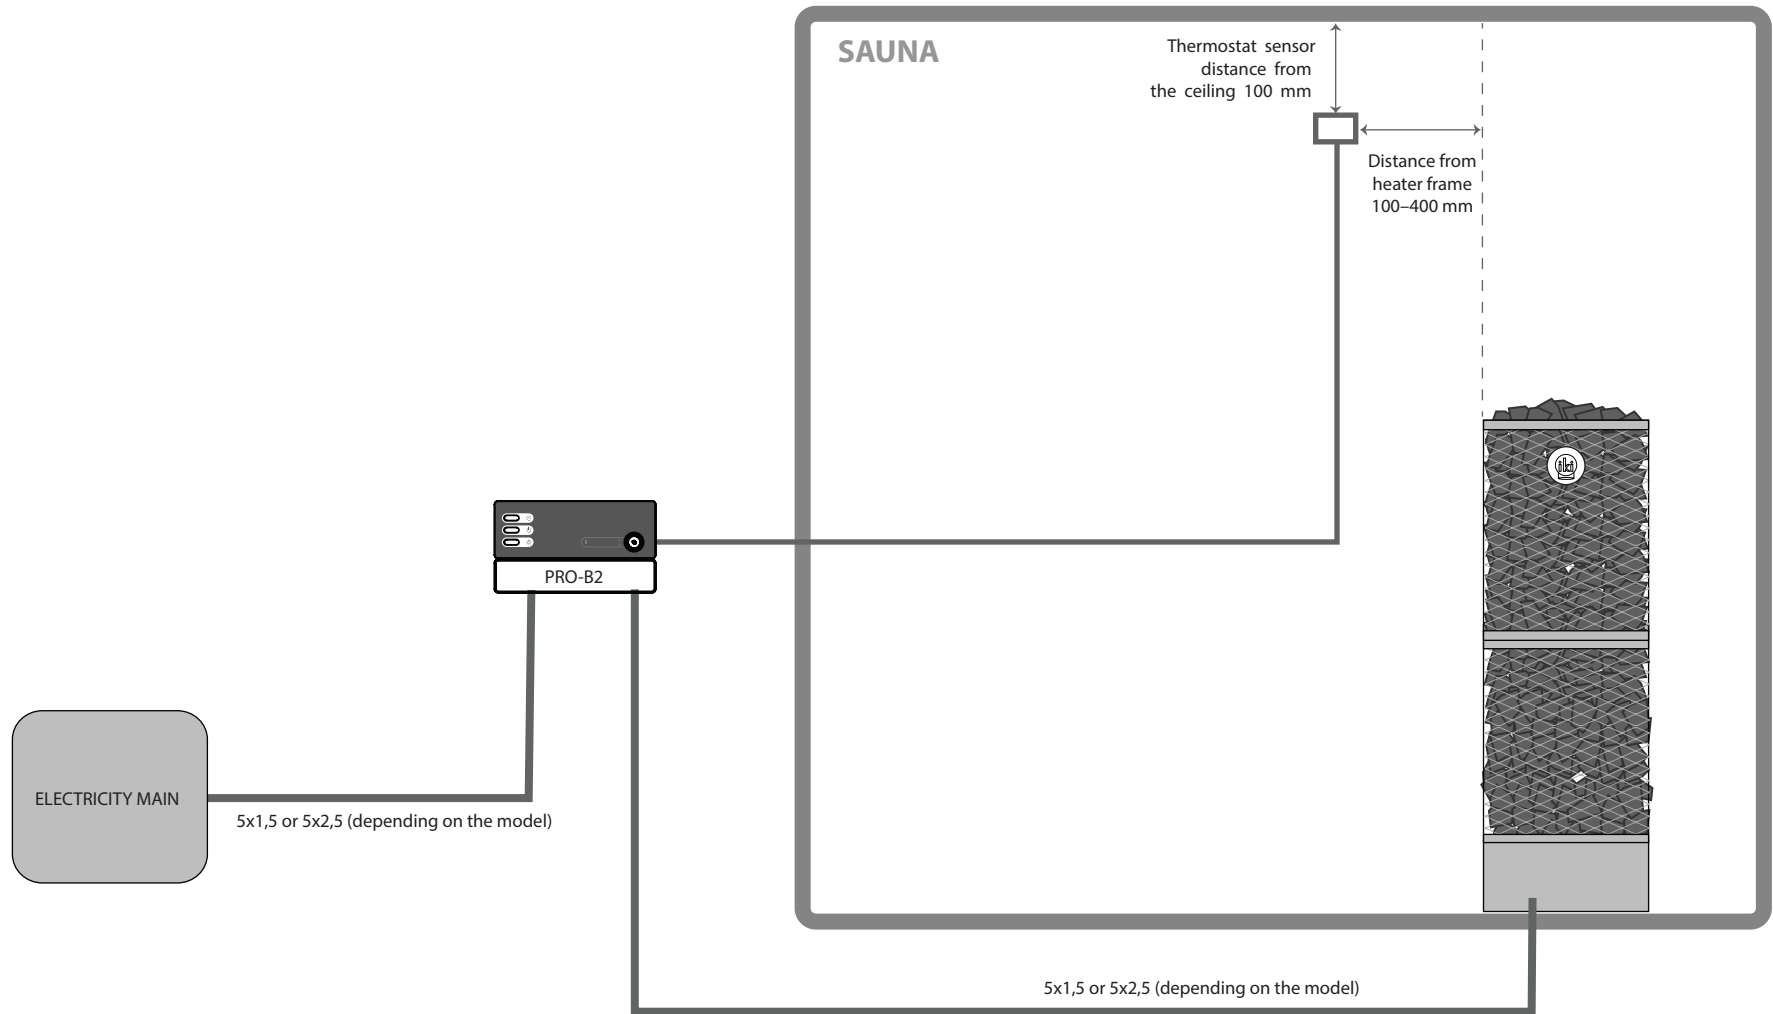 SAUNA
Thermostat sensor
distance from
the ceiling 100 mm
Distance from
heater frame
100–400 mm
iki
PRO-B2
ELECTRICITY MAIN
5x1,5 or 5x2,5 (depending on the model)
5x1,5 or 5x2,5 (depending on the model)